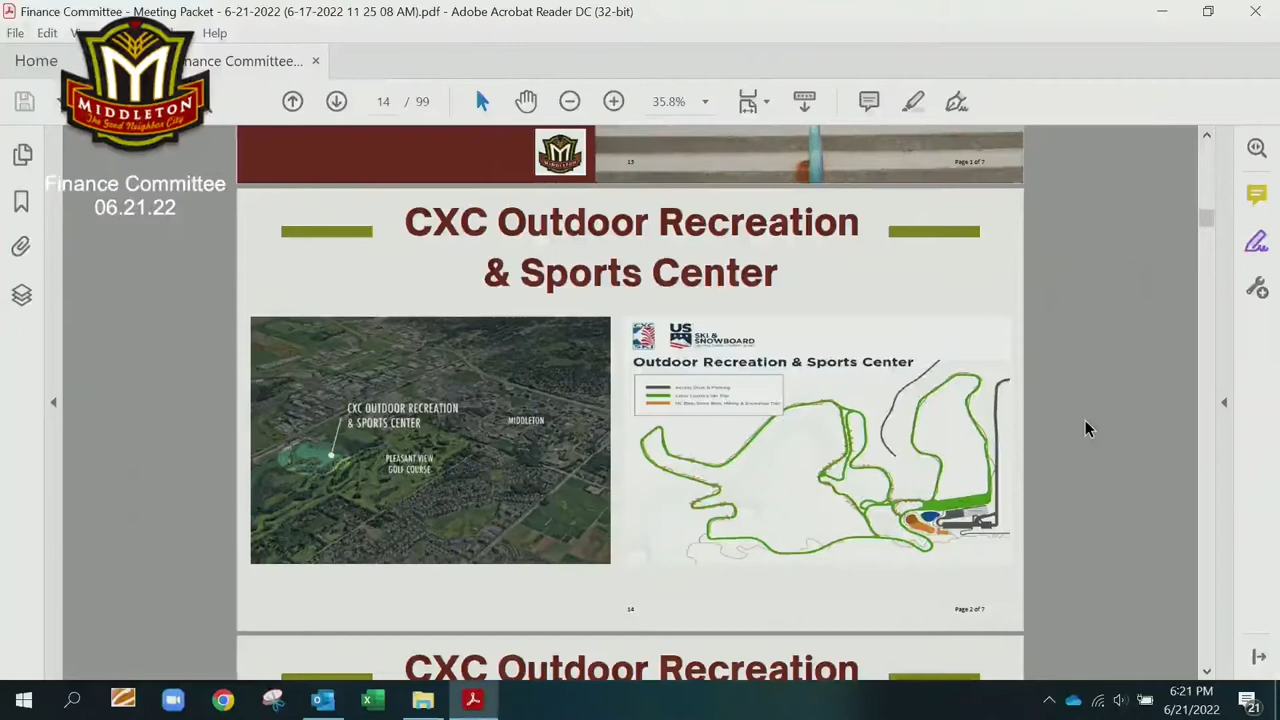 Finance Committee - Meeting Packet - 6-21-2022 (6-17-2022 11 25 08 AM).pdf - Adobe Acrobat Reader DC (32-bit)
File Edit Help
Home nance Committee... ×
14 / 99 35.8%
M
MIDDLETON
The Good Neighbor City
Finance Committee
06.21.22
MIDDLETON
13 Page 1 of 7
CXC Outdoor Recreation
& Sports Center
CXC OUTDOOR RECREATION
& SPORTS CENTER
MIDDLETON
PLEASANT VIEW
GOLF COURSE
US
SKI &
SNOWBOARD
Outdoor Recreation & Sports Center
14 Page 2 of 7
CXC Outdoor Recreation
6:21 PM
6/21/2022
21